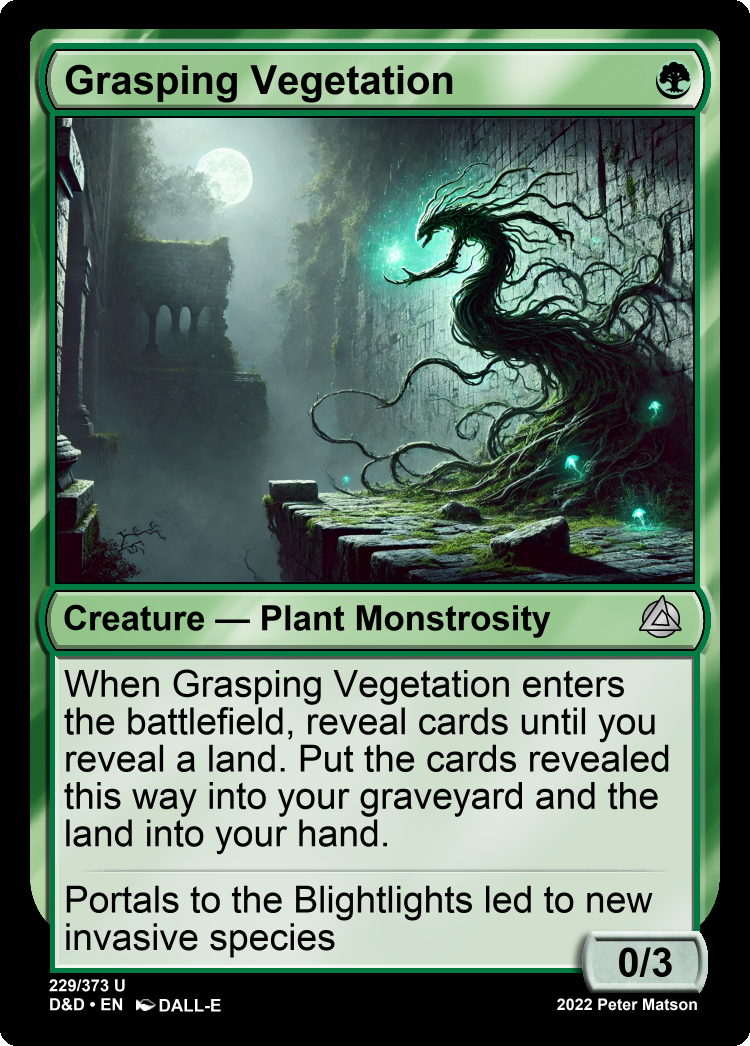 Grasping Vegetation
Creature — Plant Monstrosity
When Grasping Vegetation enters
the battlefield, reveal cards until you
reveal a land. Put the cards revealed
this way into your graveyard and the
land into your hand.
Portals to the Blightlights led to new
invasive species
0/3
229/373 U
D&D • EN DALL-E
2022 Peter Matson